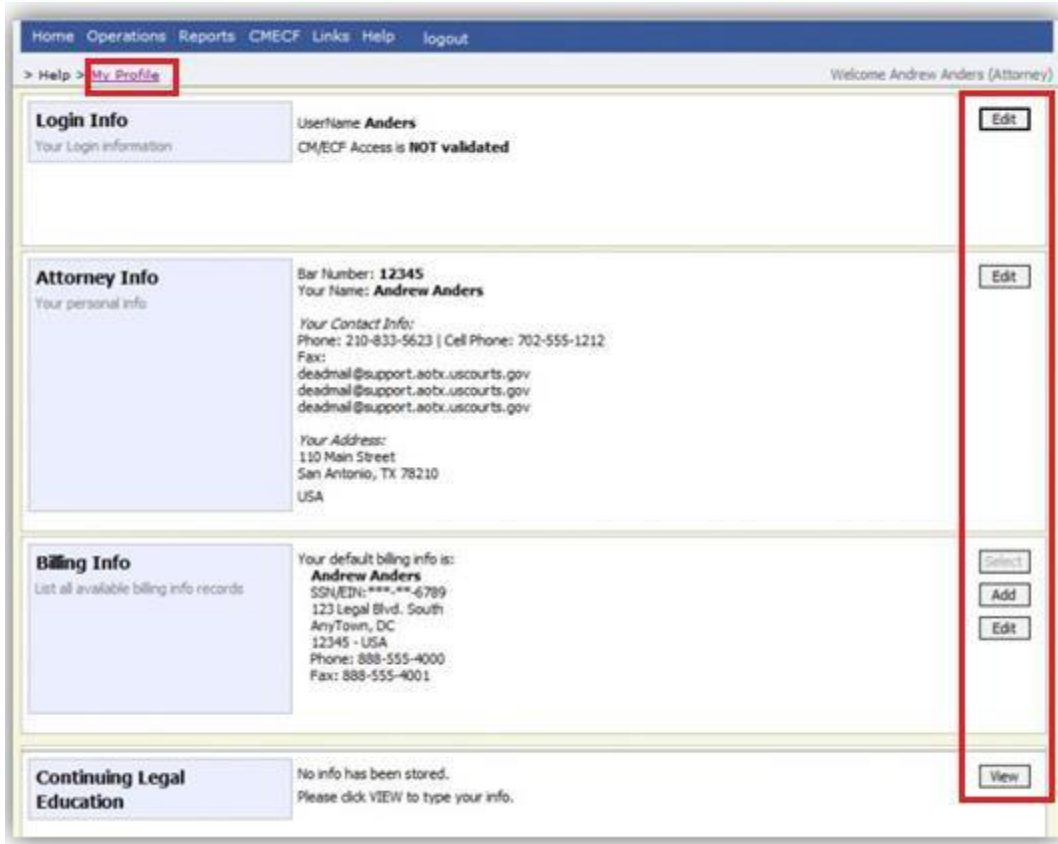 Home Operations Reports CMECF Links Help logout
> Help > My Profile
Welcome Andrew Anders (Attorney)
Login Info
Your Login information
UserName Anders
CM/ECF Access is NOT validated
Edit
Attorney Info
Your personal info
Bar Number: 12345
Your Name: Andrew Anders
Your Contact Info:
Phone: 210-833-5623 | Cell Phone: 702-555-1212
Fax:
deadmail@support.aotx.uscourts.gov
deadmail@support.aotx.uscourts.gov
deadmail@support.aotx.uscourts.gov
Your Address:
110 Main Street
San Antonio, TX 78210
USA
Edit
Billing Info
List all available billing info records
Your default billing info is:
Andrew Anders
SSN/EIN:***-**-6789
123 Legal Blvd. South
AnyTown, DC
12345 - USA
Phone: 888-555-4000
Fax: 888-555-4001
Select
Add
Edit
Continuing Legal
Education
No info has been stored.
Please click VIEW to type your info.
View